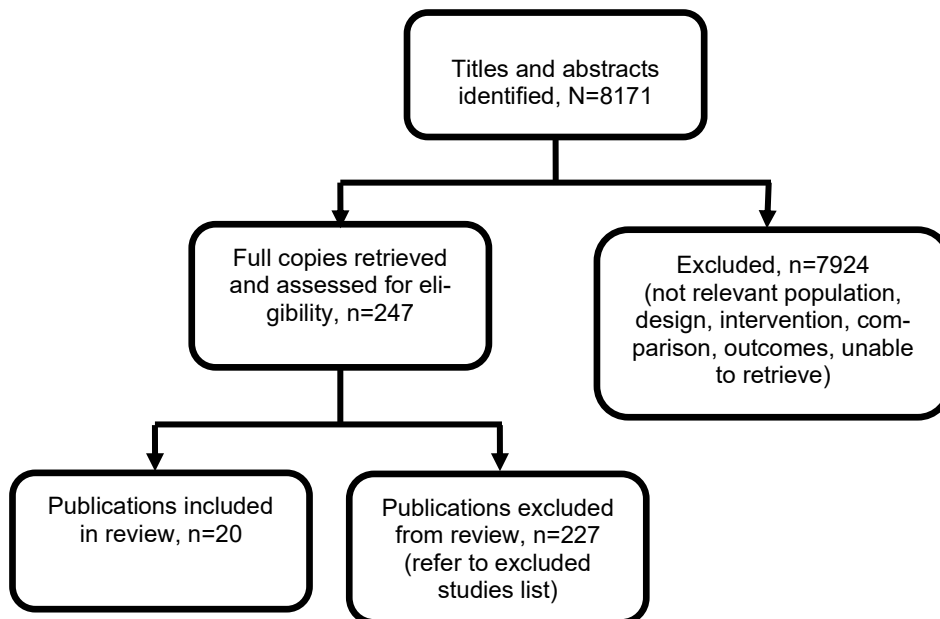 Titles and abstracts
identified, N=8171
Full copies retrieved
and assessed for eli-
gibility, n=247
Excluded, n=7924
(not relevant population,
design, intervention, com-
parison, outcomes, unable
to retrieve)
Publications included
in review, n=20
Publications excluded
from review, n=227
(refer to excluded
studies list)